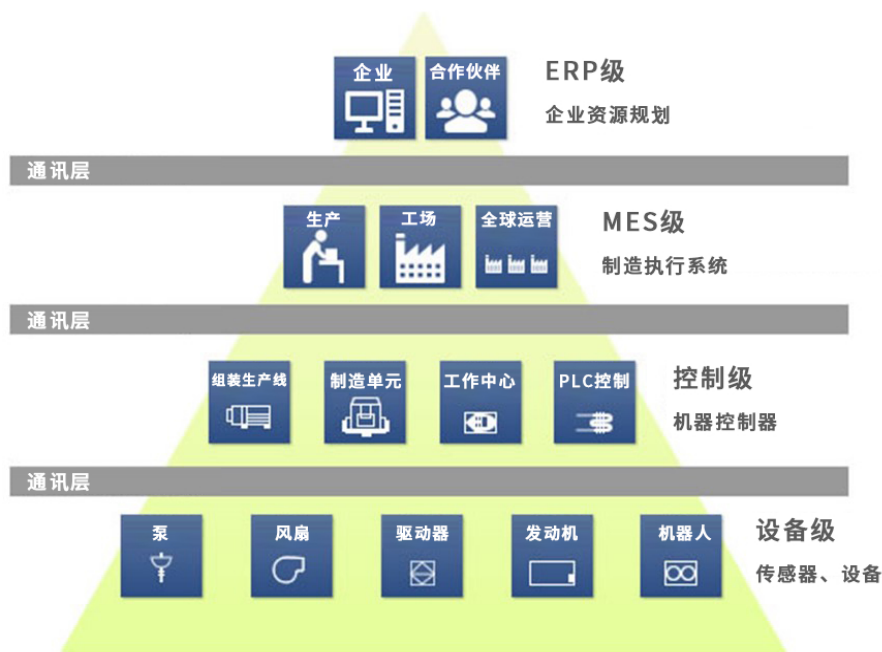 企业 合作伙伴 ERP级
企业资源规划
通讯层
生产 工场 全球运营 MES级
制造执行系统
通讯层
组装生产线 制造单元 工作中心 PLC控制 控制级
机器控制器
通讯层
泵 风扇 驱动器 发动机 机器人 设备级
传感器、设备